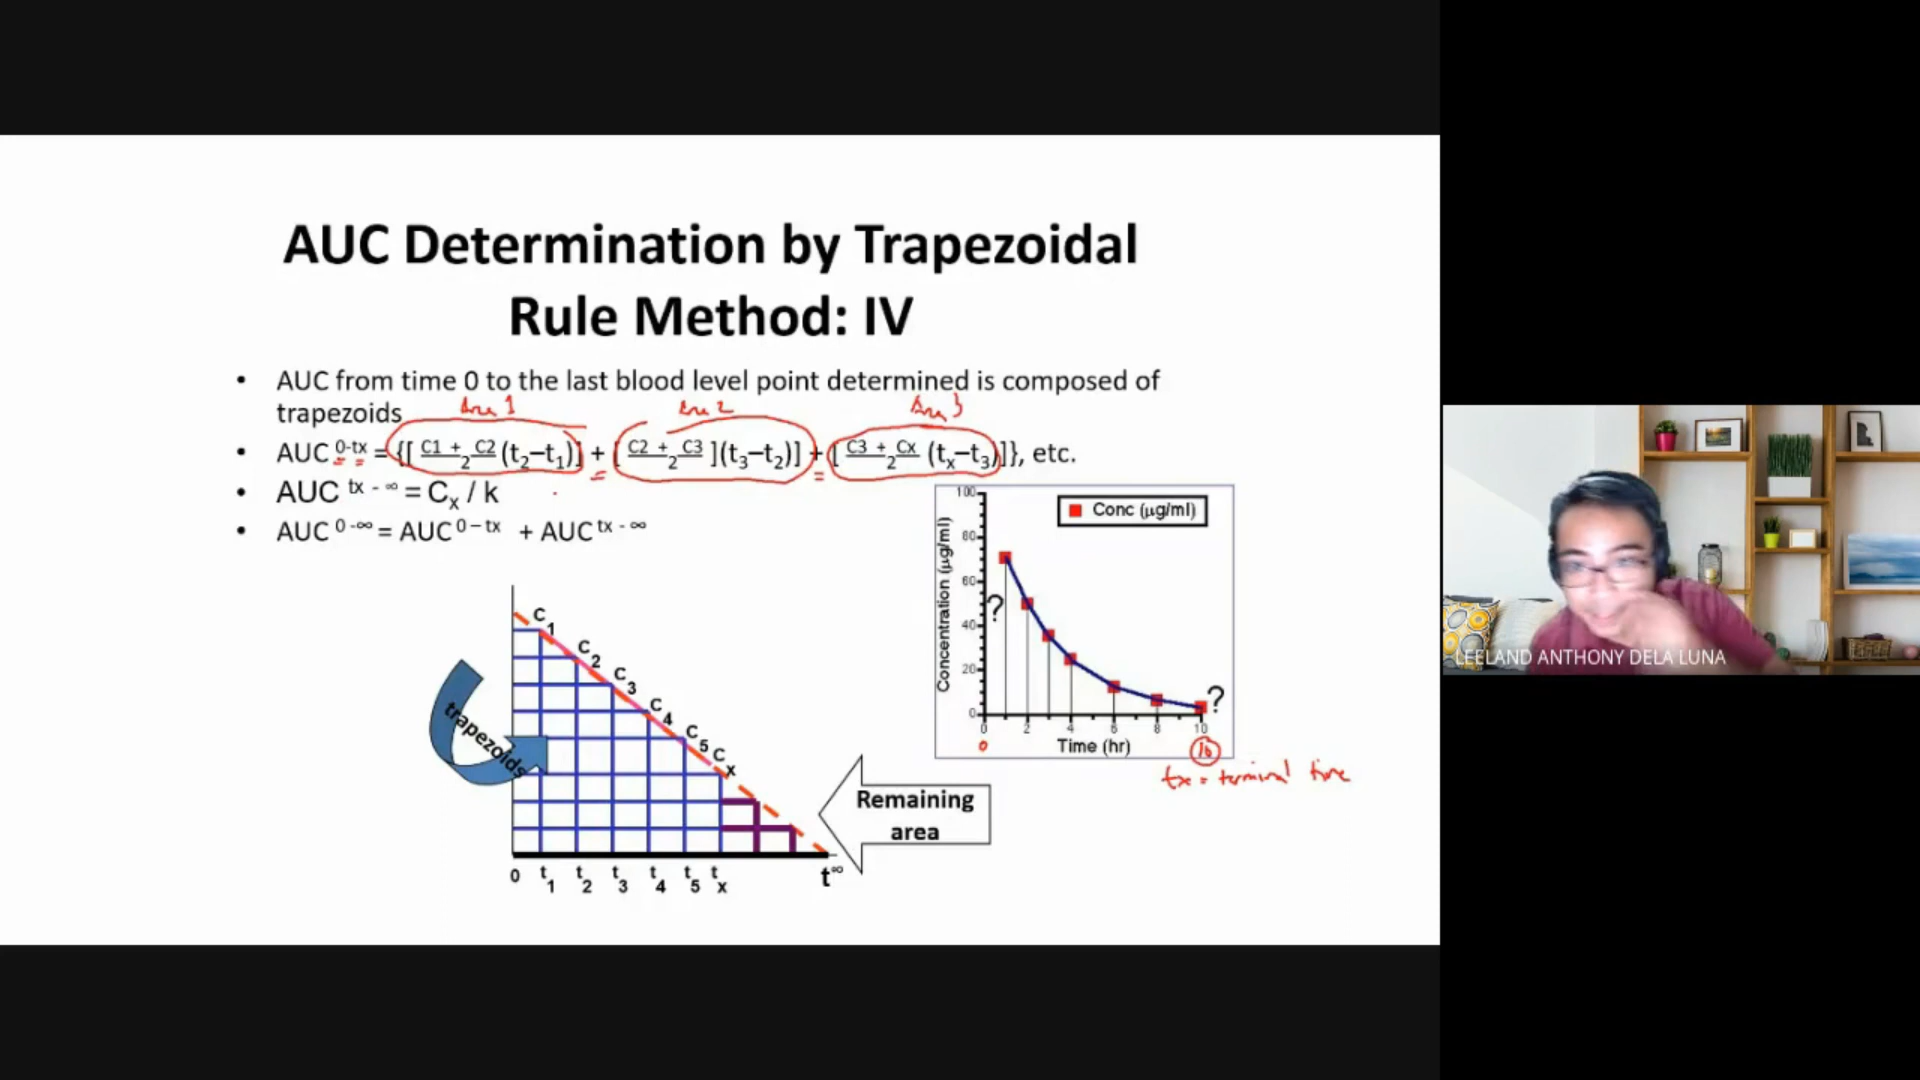 AUC Determination by Trapezoidal
Rule Method: IV
• AUC from time 0 to the last blood level point determined is composed of
trapezoids
Area 1 Area 2 Area 3
• AUC 0-tx = {[ C1 + C2 / 2 (t2–t1)] + [ C2 + C3 / 2 ](t3–t2)] + [ C3 + Cx / 2 (tx–t3)]}, etc.
• AUC tx - ∞ = Cx / k
• AUC 0 -∞ = AUC 0 – tx + AUC tx - ∞
Conc (μg/ml)
Concentration (μg/ml)
100
80
60
40
20
0
? ?
0 2 4 6 8 10
Time (hr)
0 10
tx = terminal time
C1
C2
C3
C4
C5
Cx
trapezoids
Remaining
area
0 t1 t2 t3 t4 t5 tx t∞
LEELAND ANTHONY DELA LUNA